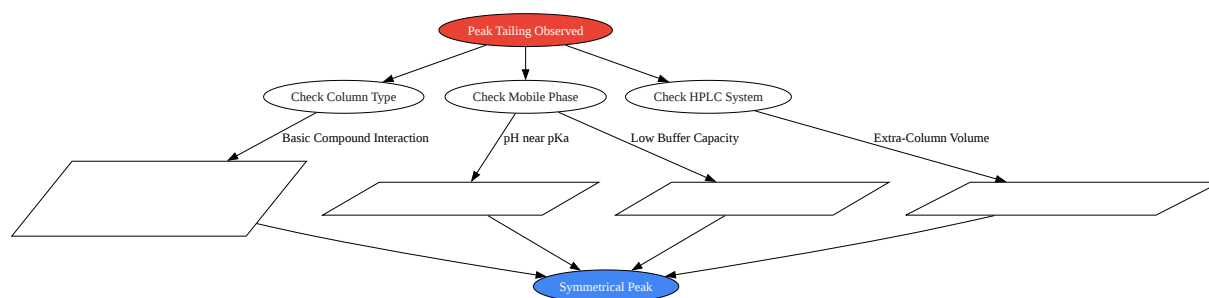 Peak Tailing Observed
Check Column Type
Check Mobile Phase
Check HPLC System
Basic Compound Interaction
pH near pKa
Low Buffer Capacity
Extra-Column Volume
Symmetrical Peak